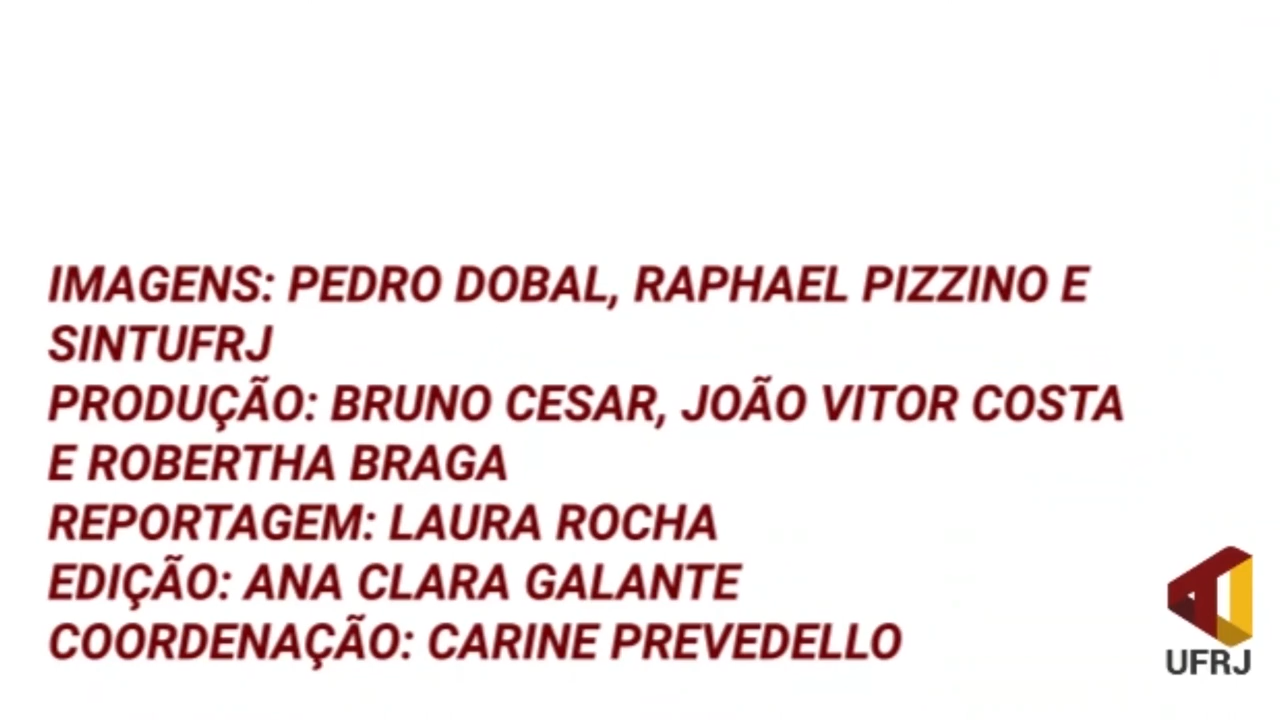 IMAGENS: PEDRO DOBAL, RAPHAEL PIZZINO E
SINTUFRJ
PRODUÇÃO: BRUNO CESAR, JOÃO VITOR COSTA
E ROBERTHA BRAGA
REPORTAGEM: LAURA ROCHA
EDIÇÃO: ANA CLARA GALANTE
COORDENAÇÃO: CARINE PREVEDELLO
UFRJ